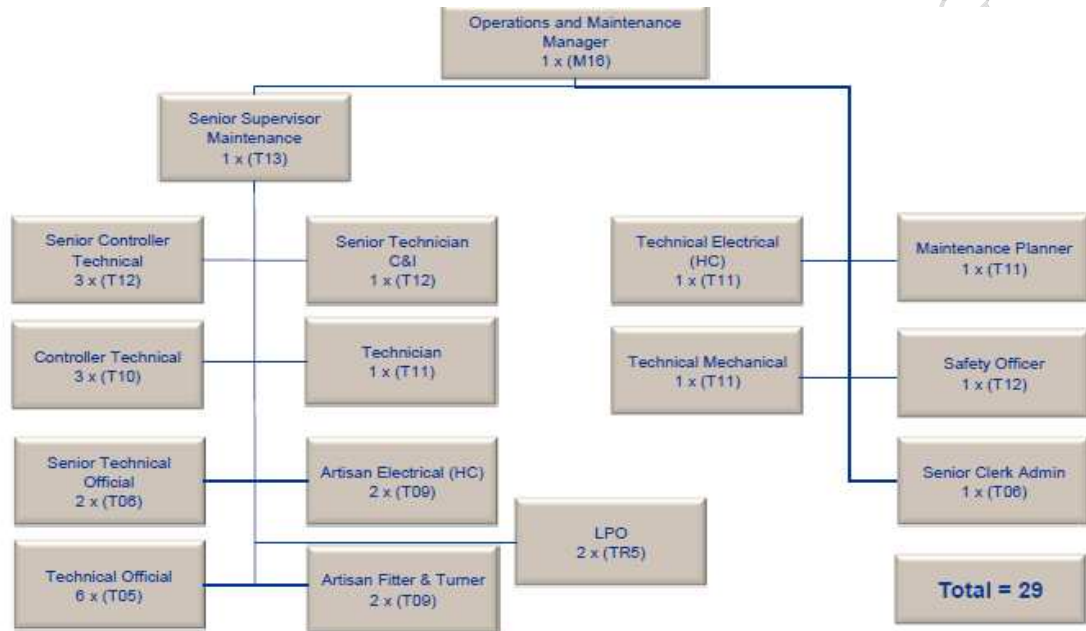 Operations and Maintenance
Manager
1 x (M16)
Senior Supervisor
Maintenance
1 x (T13)
Senior Controller
Technical
3 x (T12)
Senior Technician
C&I
1 x (T12)
Technical Electrical
(HC)
1 x (T11)
Maintenance Planner
1 x (T11)
Controller Technical
3 x (T10)
Technician
1 x (T11)
Technical Mechanical
1 x (T11)
Safety Officer
1 x (T12)
Senior Technical
Official
2 x (T06)
Artisan Electrical (HC)
2 x (T09)
Senior Clerk Admin
1 x (T06)
LPO
2 x (TR5)
Technical Official
6 x (T05)
Artisan Fitter & Turner
2 x (T09)
Total = 29